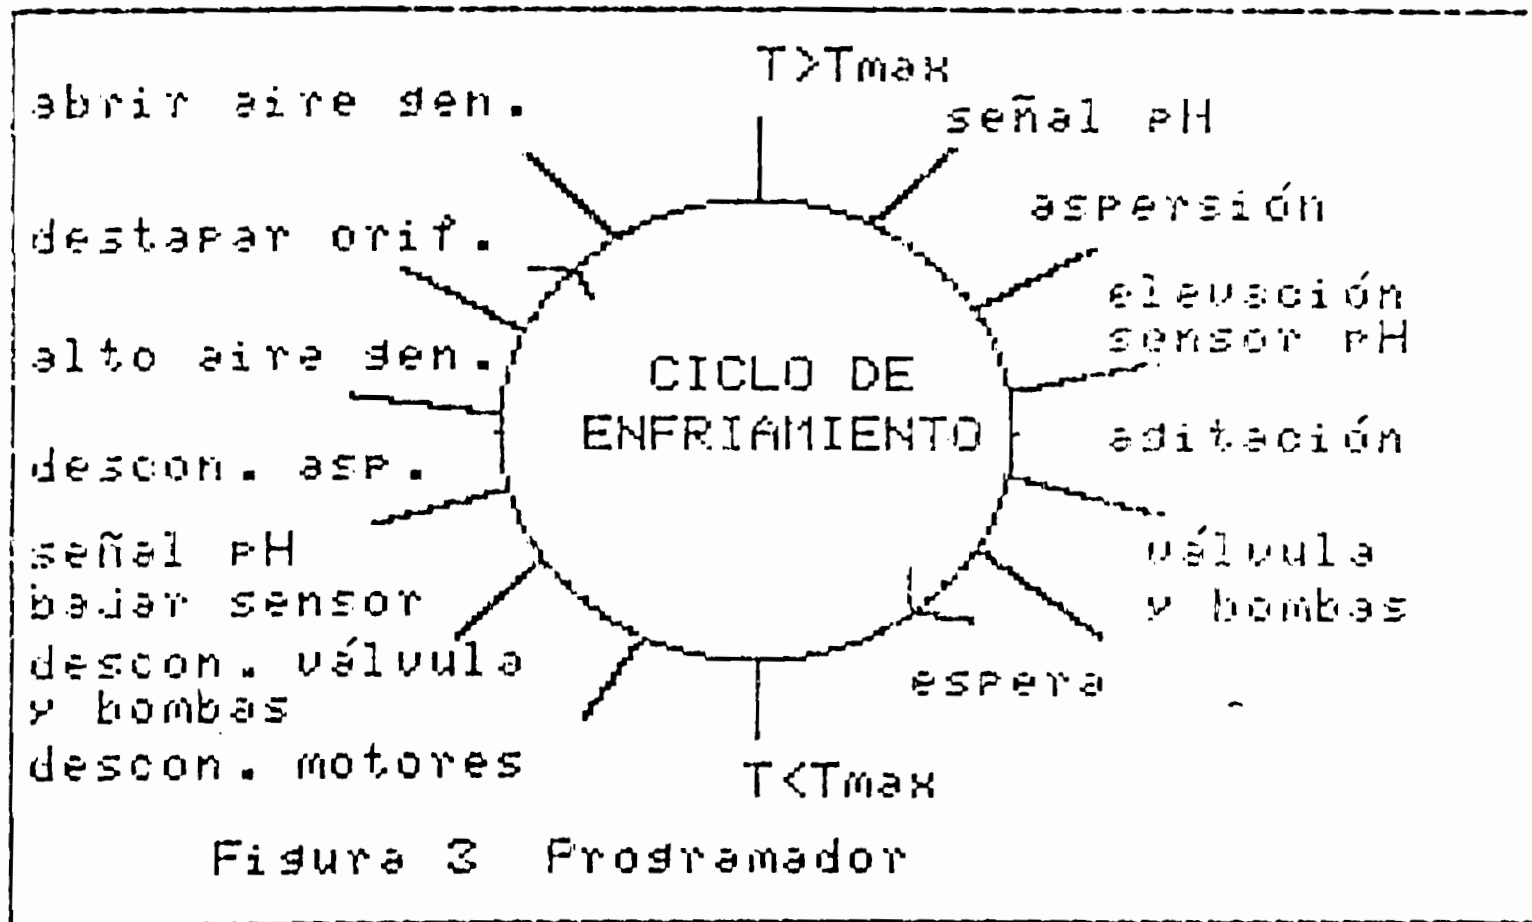 T>Tmax
señal pH
aspersión
elevación
sensor pH
agitación
válvula
y bombas
espera
T<Tmax
descon. motores
descon. válvula
y bombas
señal pH
bajar sensor
descon. asp.
alto aire gen.
destapar orif.
abrir aire gen.
CICLO DE
ENFRIAMIENTO
Figura 3 Programador